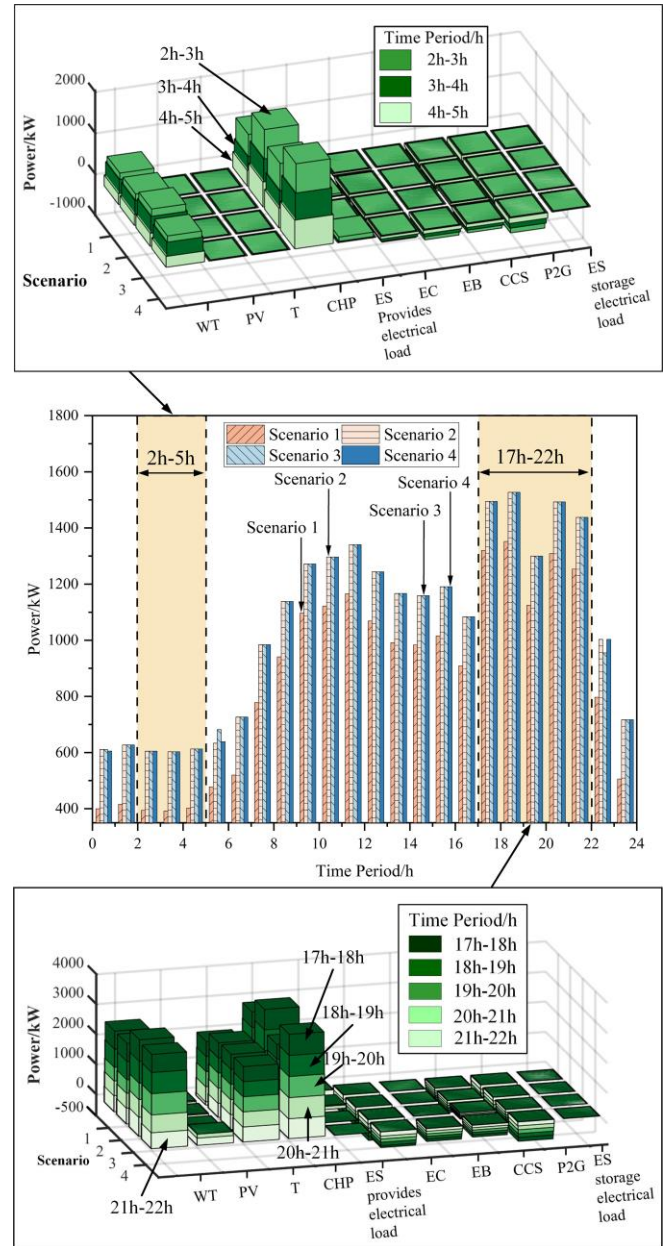 2000
1000
0
-1000
Power/kW
2h-3h
3h-4h
4h-5h
Time Period/h
2h-3h
3h-4h
4h-5h
1
2
3
4
Scenario
WT
PV
T
CHP
ES
Provides
electrical
load
EC
EB
CCS
P2G
ES
storage
electrical
load
1800
1600
1400
1200
1000
800
600
400
Power/kW
2h-5h
Scenario 1
Scenario 2
Scenario 3
Scenario 4
17h-22h
Scenario 2
Scenario 4
Scenario 1
Scenario 3
0 2 4 6 8 10 12 14 16 18 20 22 24
Time Period/h
4000
3000
2000
1000
0
-500
Power/kW
17h-18h
18h-19h
19h-20h
20h-21h
21h-22h
Time Period/h
17h-18h
18h-19h
19h-20h
20h-21h
21h-22h
1
2
3
4
Scenario
WT
PV
T
CHP
ES
provides
electrical
load
EC
EB
CCS
P2G
ES
storage
electrical
load